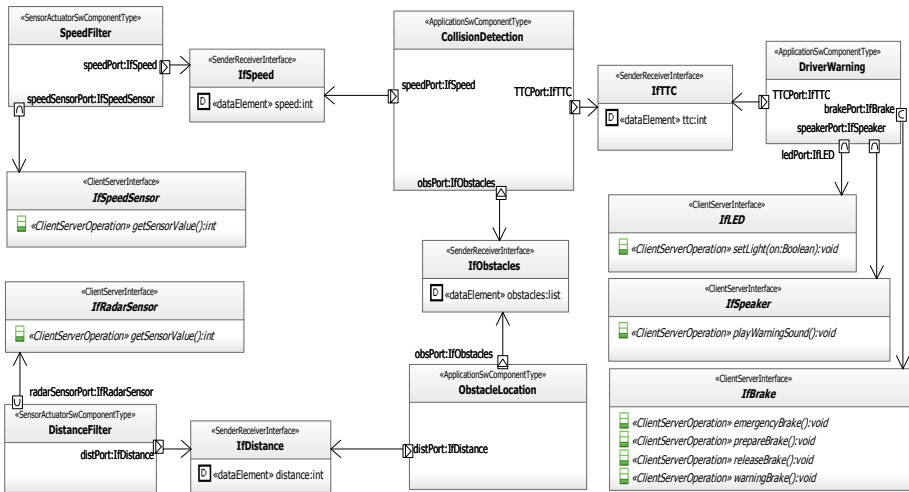 «SensorActuatorSwComponentType»
SpeedFilter
speedPort:IfSpeed
speedSensorPort:IfSpeedSensor
«SenderReceiverInterface»
IfSpeed
D «dataElement» speed:int
«ApplicationSwComponentType»
CollisionDetection
speedPort:IfSpeed
TTCPort:IfTTC
obsPort:IfObstacles
«SenderReceiverInterface»
IfTTC
D «dataElement» ttc:int
«ApplicationSwComponentType»
DriverWarning
TTCPort:IfTTC
brakePort:IfBrake
speakerPort:IfSpeaker
ledPort:IfLED
«ClientServerInterface»
IfSpeedSensor
«ClientServerOperation» getSensorValue():int
«ClientServerInterface»
IfLED
«ClientServerOperation» setLight(on:Boolean):void
«SenderReceiverInterface»
IfObstacles
D «dataElement» obstacles:list
«ClientServerInterface»
IfRadarSensor
«ClientServerOperation» getSensorValue():int
«ClientServerInterface»
IfSpeaker
«ClientServerOperation» playWarningSound():void
radarSensorPort:IfRadarSensor
«SensorActuatorSwComponentType»
DistanceFilter
distPort:IfDistance
«SenderReceiverInterface»
IfDistance
D «dataElement» distance:int
obsPort:IfObstacles
«ApplicationSwComponentType»
ObstacleLocation
distPort:IfDistance
«ClientServerInterface»
IfBrake
«ClientServerOperation» emergencyBrake():void
«ClientServerOperation» prepareBrake():void
«ClientServerOperation» releaseBrake():void
«ClientServerOperation» warningBrake():void